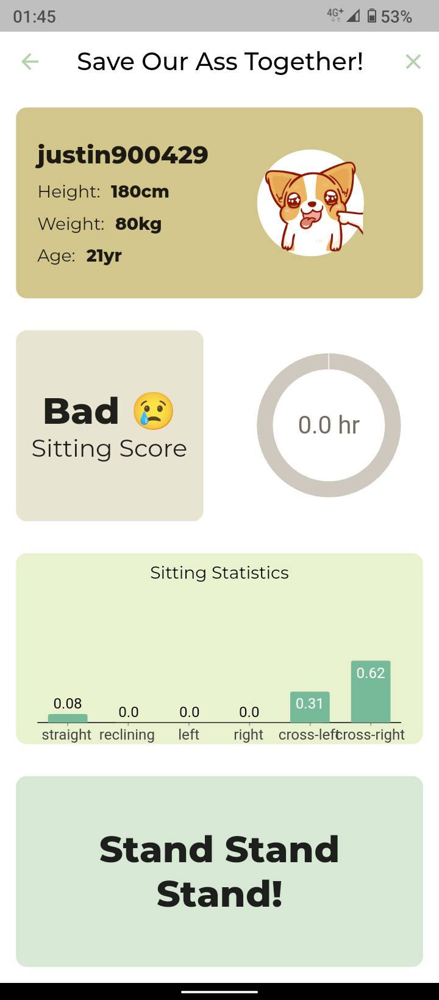 01:45 4G+ 53%
Save Our Ass Together!
justin900429
Height: 180cm
Weight: 80kg
Age: 21yr
Bad 😢
Sitting Score
0.0 hr
Sitting Statistics
0.08 0.0 0.0 0.0 0.31 0.62
straight reclining left right cross-left cross-right
Stand Stand
Stand!